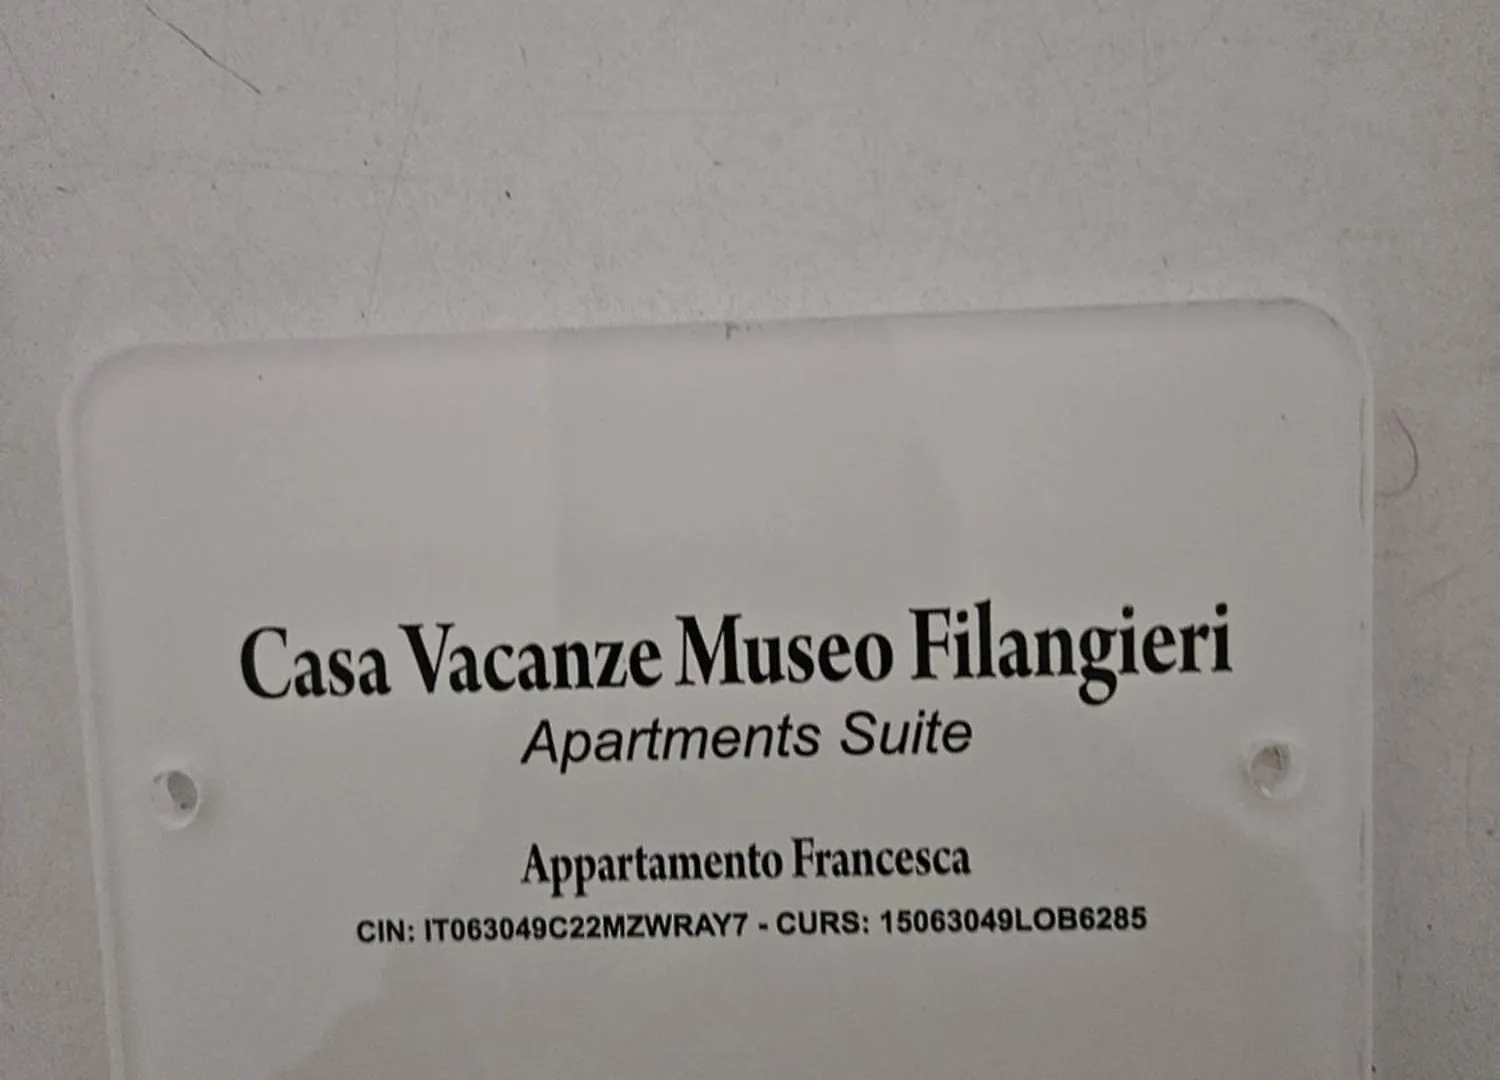 Casa Vacanze Museo Filangieri
Apartments Suite
Appartamento Francesca
CIN: IT063049C22MZWRAY7 - CURS: 15063049LOB6285